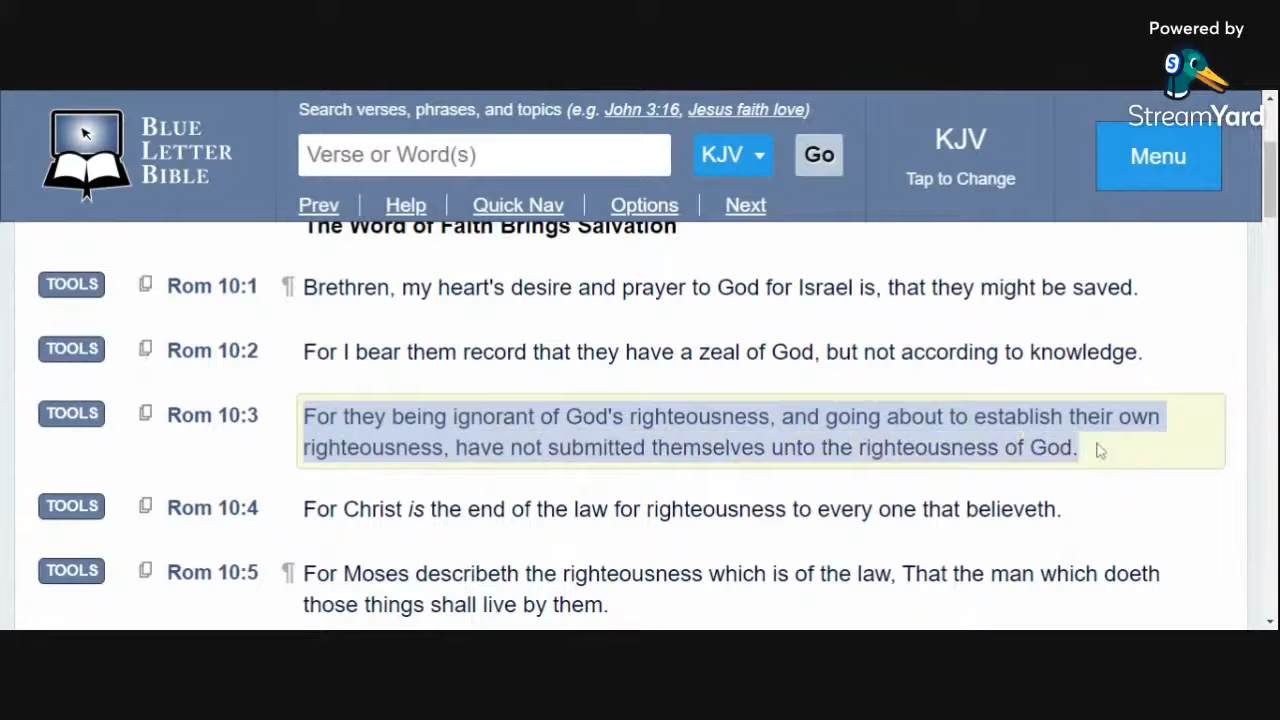 Powered by
StreamYard
S
BLUE
LETTER
BIBLE
Search verses, phrases, and topics (e.g. John 3:16, Jesus faith love)
Verse or Word(s)
KJV
Go
KJV
Tap to Change
Menu
Prev
Help
Quick Nav
Options
Next
The Word of Faith Brings Salvation
TOOLS Rom 10:1 ¶ Brethren, my heart's desire and prayer to God for Israel is, that they might be saved.
TOOLS Rom 10:2 For I bear them record that they have a zeal of God, but not according to knowledge.
TOOLS Rom 10:3 For they being ignorant of God's righteousness, and going about to establish their own
righteousness, have not submitted themselves unto the righteousness of God.
TOOLS Rom 10:4 For Christ is the end of the law for righteousness to every one that believeth.
TOOLS Rom 10:5 ¶ For Moses describeth the righteousness which is of the law, That the man which doeth
those things shall live by them.